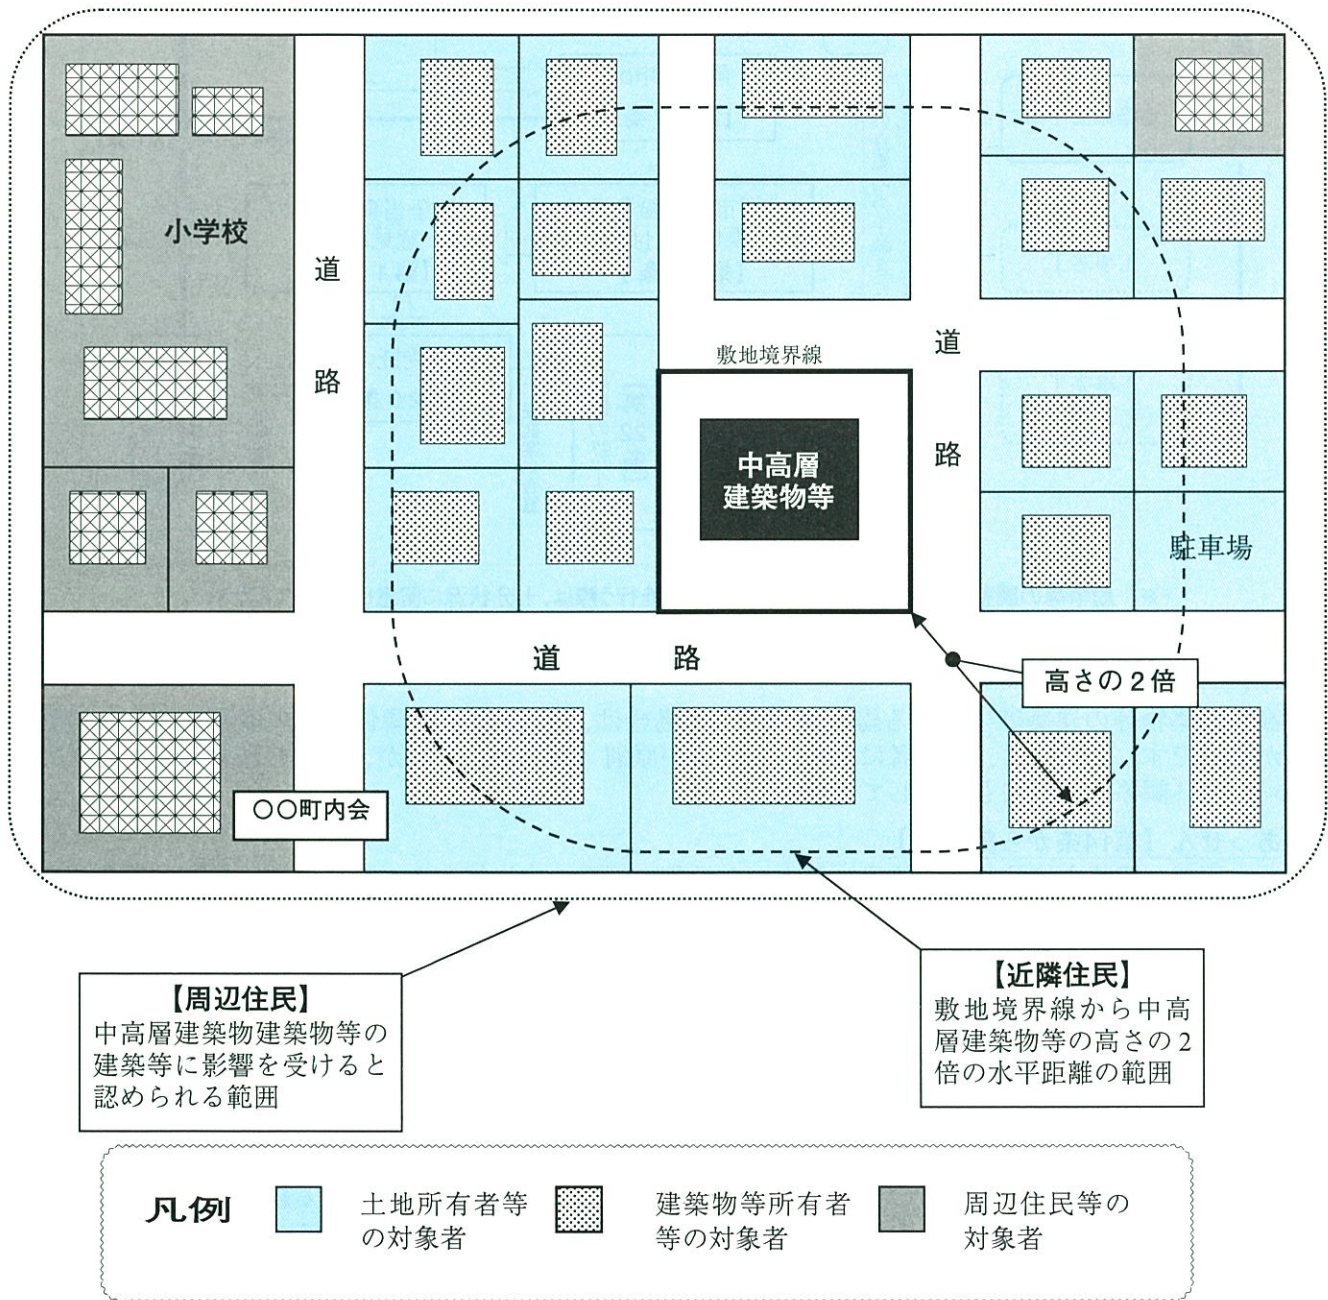 小学校
道
路
敷地境界線
道
路
中高層
建築物等
駐車場
道 路
高さの2倍
〇〇町内会
【周辺住民】
中高層建築物建築物等の
建築等に影響を受けると
認められる範囲
【近隣住民】
敷地境界線から中高
層建築物等の高さの2
倍の水平距離の範囲
凡例
土地所有者等
の対象者
建築物等所有者
等の対象者
周辺住民等の
対象者